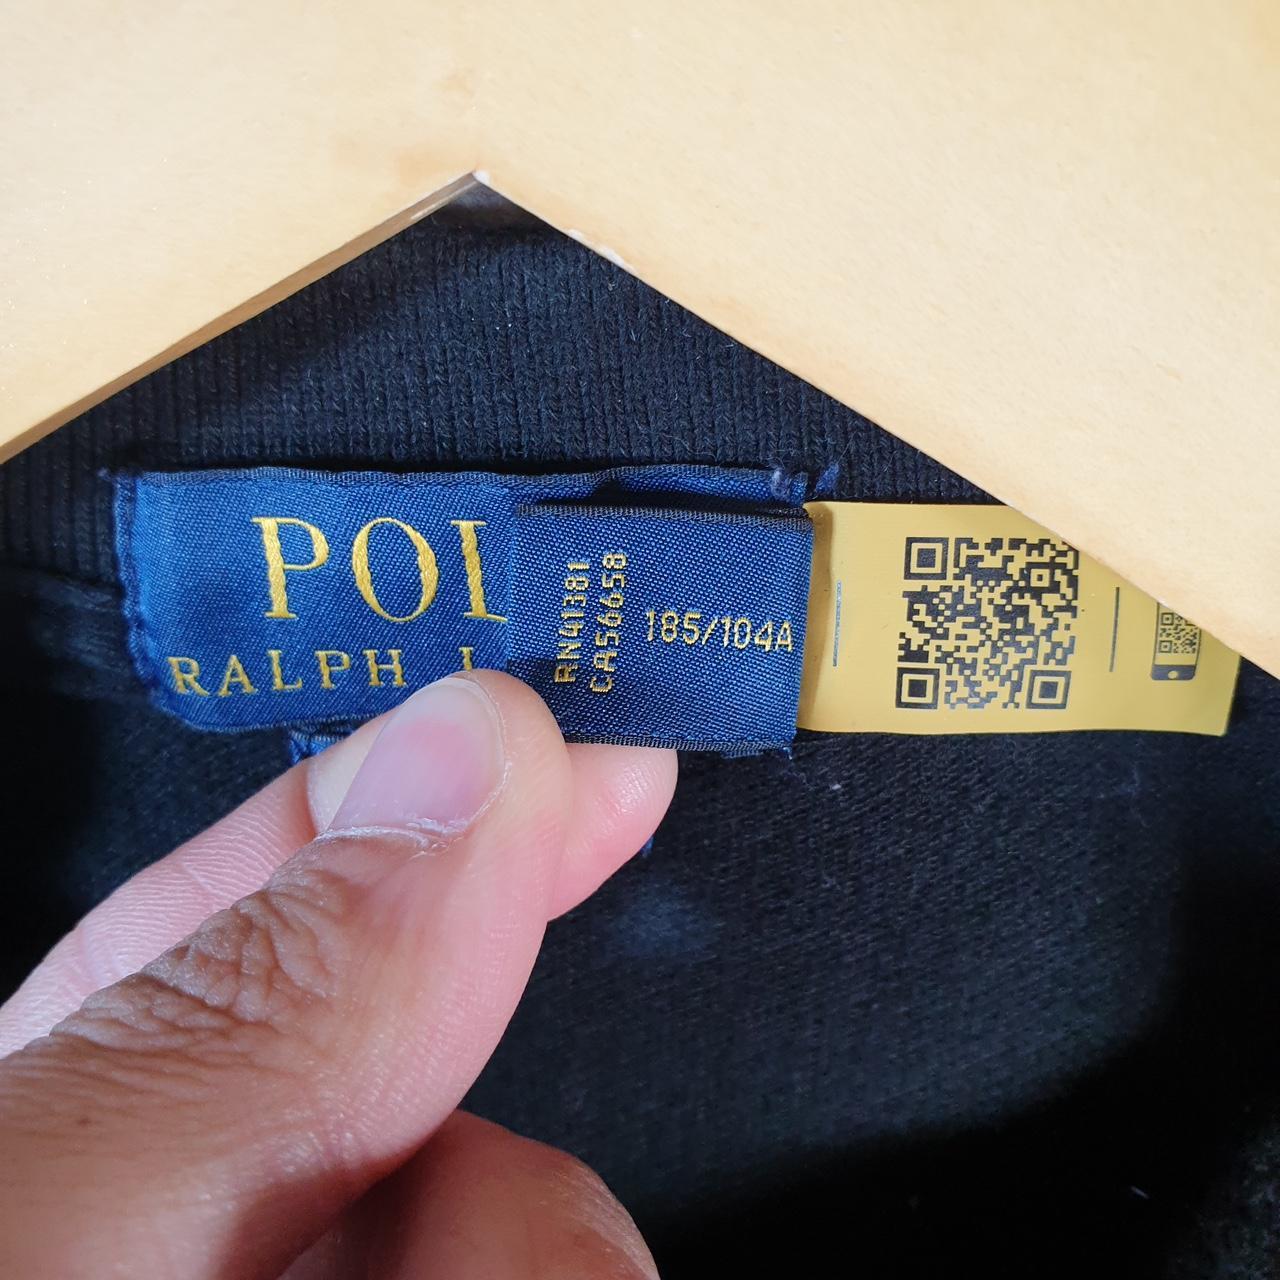 POL
RALPH L
RN41381
CA56658
185/104A